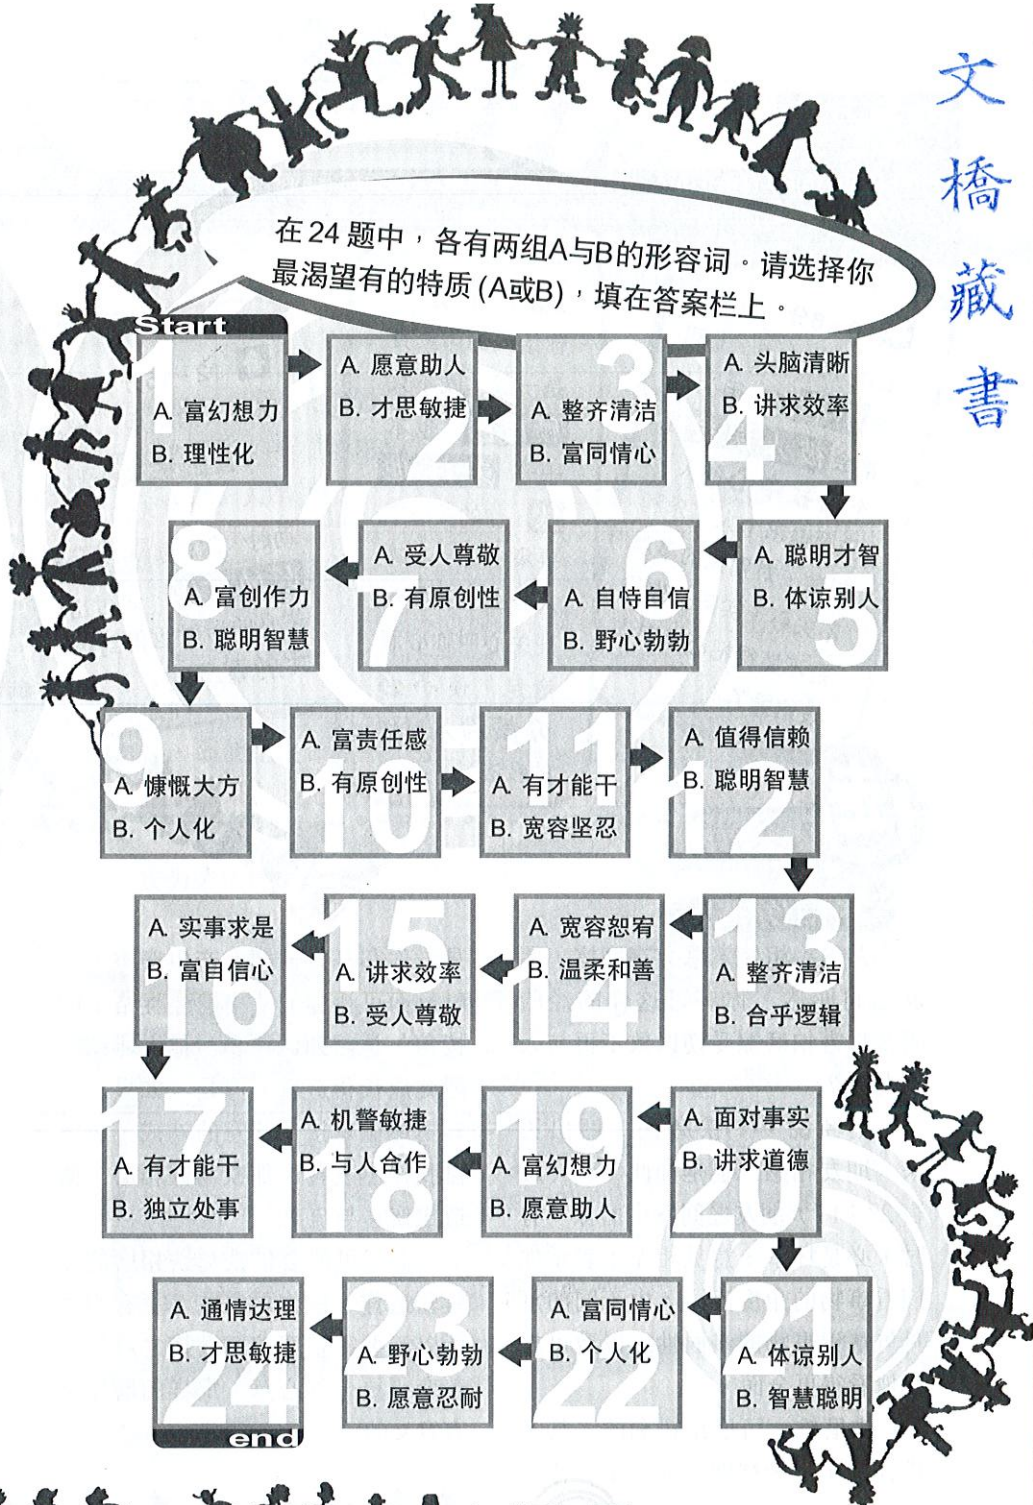 文
橋
藏
書
在 24 题中，各有两组A与B的形容词。请选择你
最渴望有的特质 (A或B)，填在答案栏上。
Start
1
A. 富幻想力
B. 理性化
2
A. 愿意助人
B. 才思敏捷
3
A. 整齐清洁
B. 富同情心
4
A. 头脑清晰
B. 讲求效率
5
A. 聪明才智
B. 体谅别人
6
A. 自恃自信
B. 野心勃勃
7
A. 受人尊敬
B. 有原创性
8
A. 富创作力
B. 聪明智慧
9
A. 慷慨大方
B. 个人化
10
A. 富责任感
B. 有原创性
11
A. 有才能干
B. 宽容坚忍
12
A. 值得信赖
B. 聪明智慧
13
A. 整齐清洁
B. 合乎逻辑
14
A. 宽容恕宥
B. 温柔和善
15
A. 讲求效率
B. 受人尊敬
16
A. 实事求是
B. 富自信心
17
A. 有才能干
B. 独立处事
18
A. 机警敏捷
B. 与人合作
19
A. 富幻想力
B. 愿意助人
20
A. 面对事实
B. 讲求道德
21
A. 体谅别人
B. 智慧聪明
22
A. 富同情心
B. 个人化
23
A. 野心勃勃
B. 愿意忍耐
24
A. 通情达理
B. 才思敏捷
end